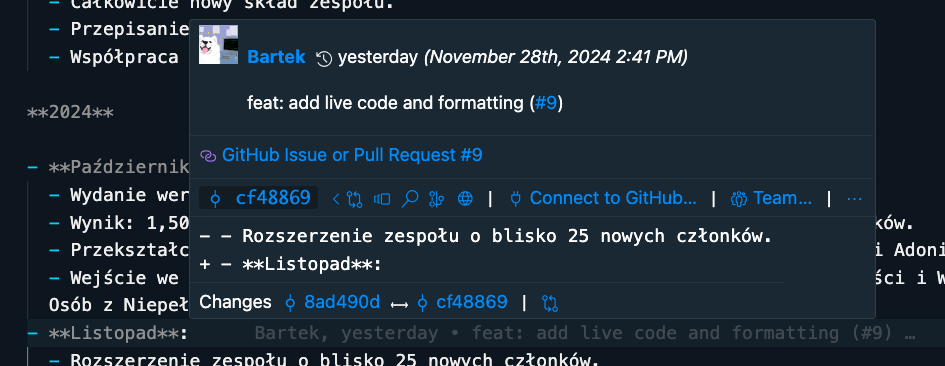 - Całkowicie nowy skład zespołu.
- Przepisanie
- Współpraca
**2024**
- **Październik
- Wydanie wer
- Wynik: 1,50
ków.
- Przekształc
i Adoni
- Wejście we
ści i W
Osób z Niepeł
Bartek yesterday (November 28th, 2024 2:41 PM)
feat: add live code and formatting (#9)
GitHub Issue or Pull Request #9
cf48869 | Connect to GitHub... | Team... | ...
- - Rozszerzenie zespołu o blisko 25 nowych członków.
+ - **Listopad**:
Changes 8ad490d ⟷ cf48869 |
- **Listopad**: Bartek, yesterday • feat: add live code and formatting (#9) …
- Rozszerzenie zespołu o blisko 25 nowych członków.